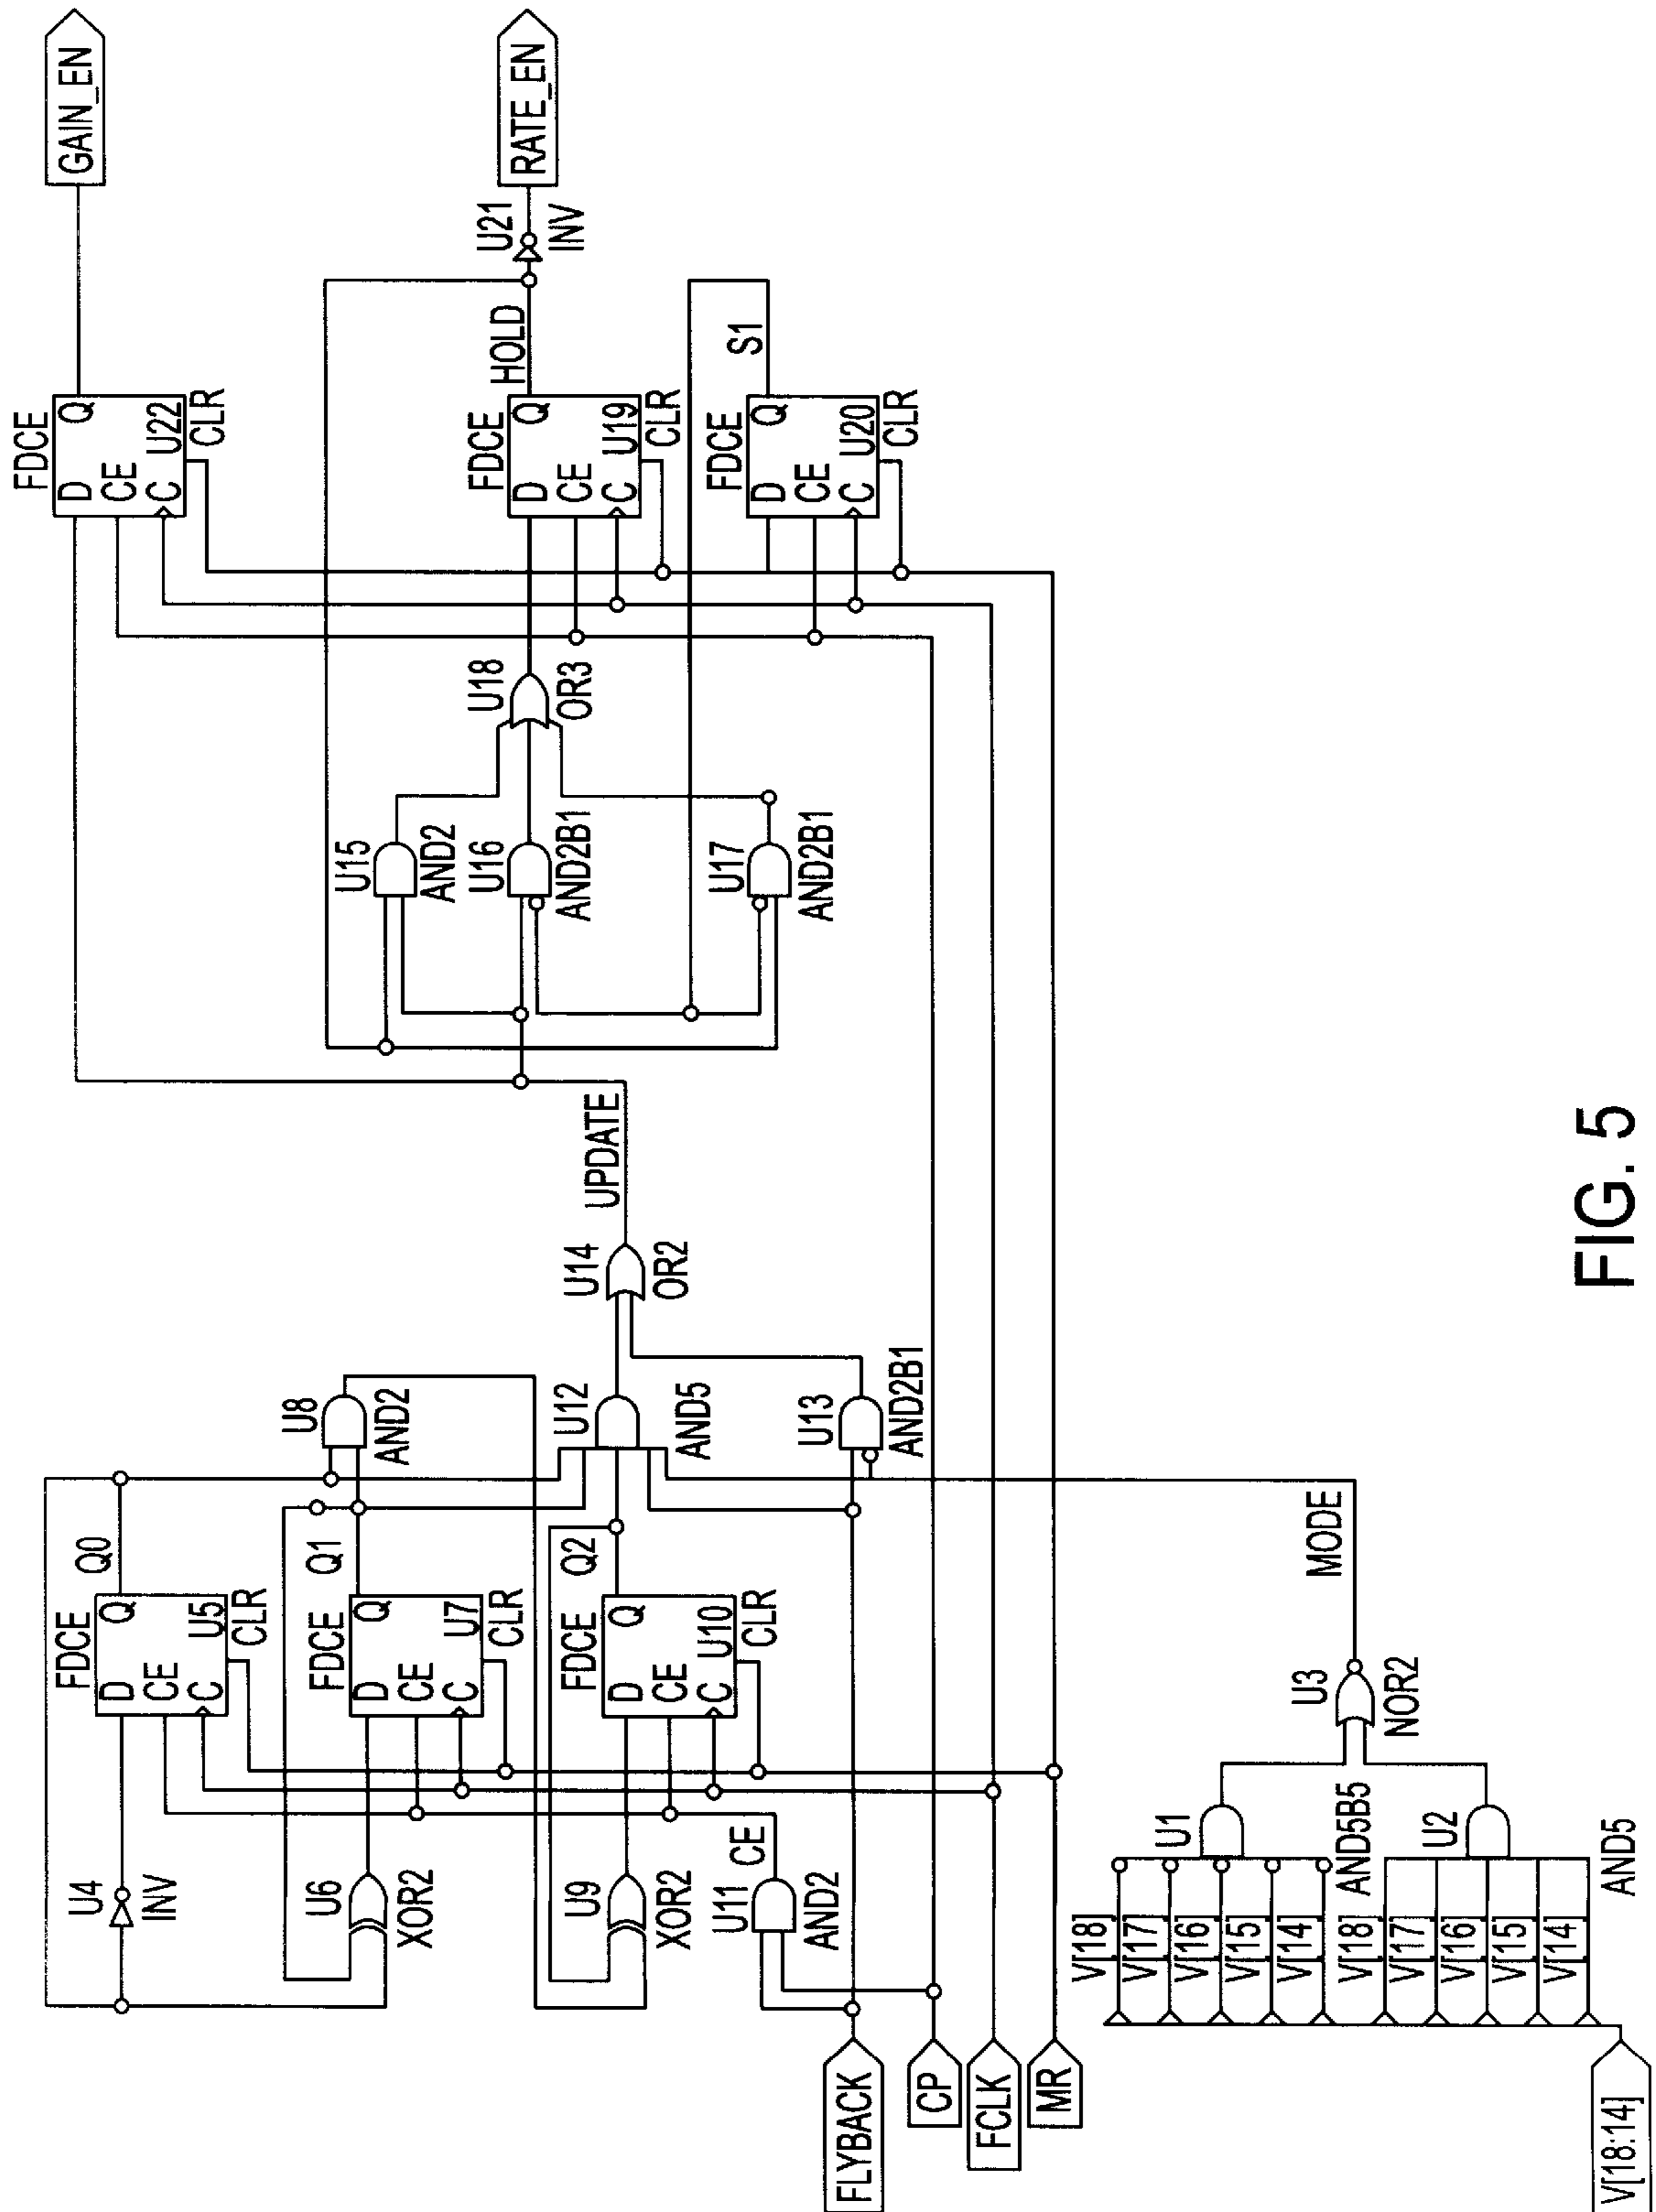 GAIN_EN
RATE_EN
U21
INV
FDCE
D
Q
CE
C
U22
CLR
HOLD
FDCE
D
Q
CE
C
U19
CLR
S1
FDCE
D
Q
CE
C
U20
CLR
U18
OR3
U15
AND2
U16
AND2B1
U17
AND2B1
UPDATE
U14
OR2
U8
AND2
U12
AND5
U13
AND2B1
Q0
FDCE
D
Q
CE
C
U5
CLR
Q1
FDCE
D
Q
CE
C
U7
CLR
Q2
FDCE
D
Q
CE
C
U10
CLR
MODE
U3
NOR2
U4
INV
U6
XOR2
U9
XOR2
CE
U11
AND2
U1
AND5B5
U2
AND5
V[18]
V[17]
V[16]
V[15]
V[14]
V[18]
V[17]
V[16]
V[15]
V[14]
FLYBACK
CP
FCLK
MR
V[18:14]
FIG. 5